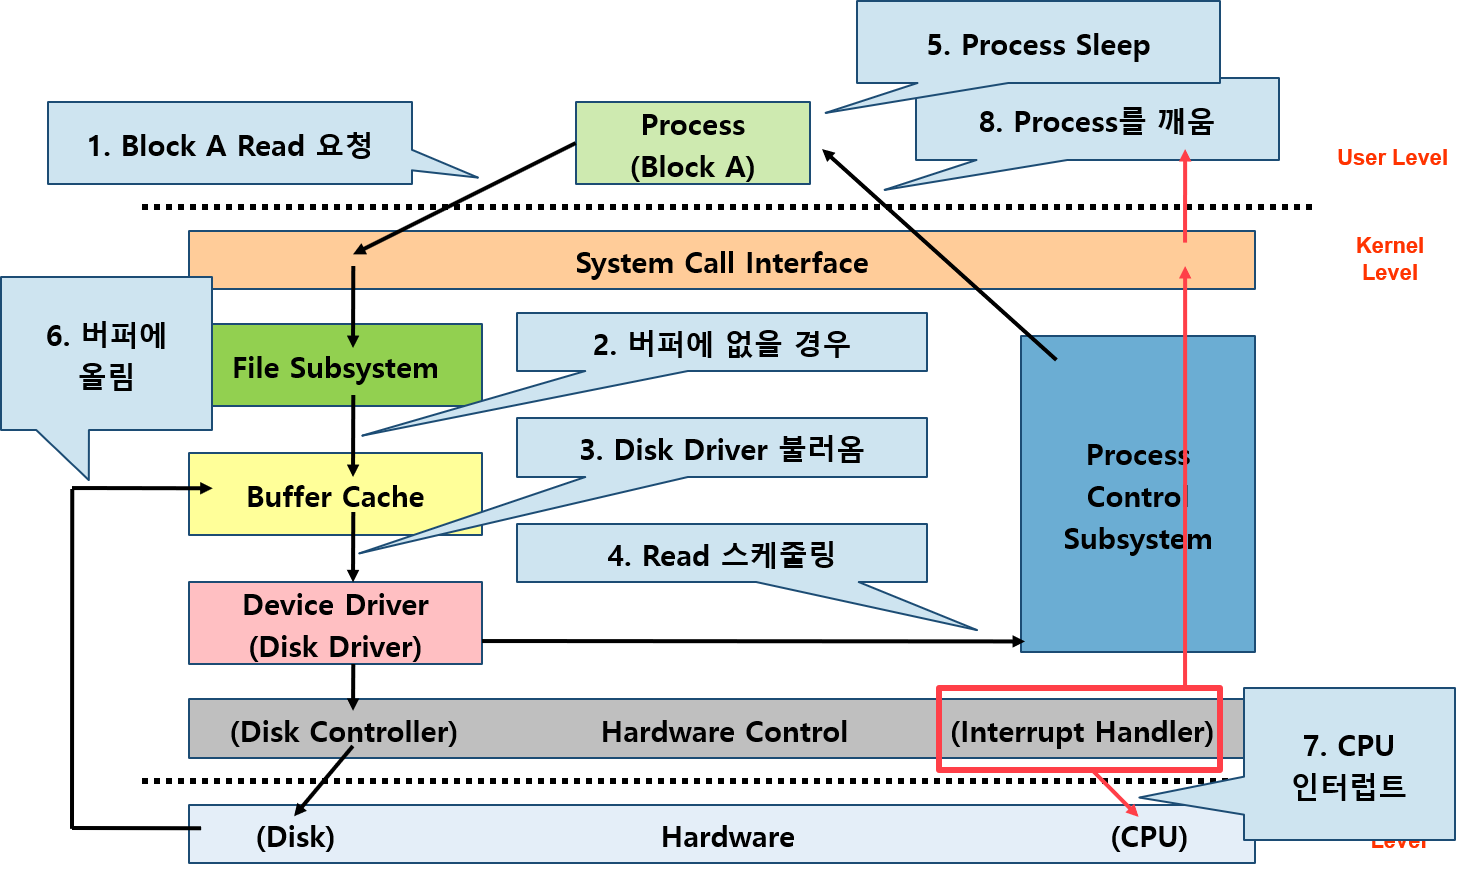 5. Process Sleep
8. Process를 깨움
1. Block A Read 요청
Process
(Block A)
User Level
System Call Interface
Kernel
Level
6. 버퍼에
올림
File Subsystem
2. 버퍼에 없을 경우
3. Disk Driver 불러옴
Buffer Cache
Process
Control
Subsystem
4. Read 스케줄링
Device Driver
(Disk Driver)
(Disk Controller)
Hardware Control
(Interrupt Handler)
7. CPU
인터럽트
(Disk)
Hardware
(CPU)
Level